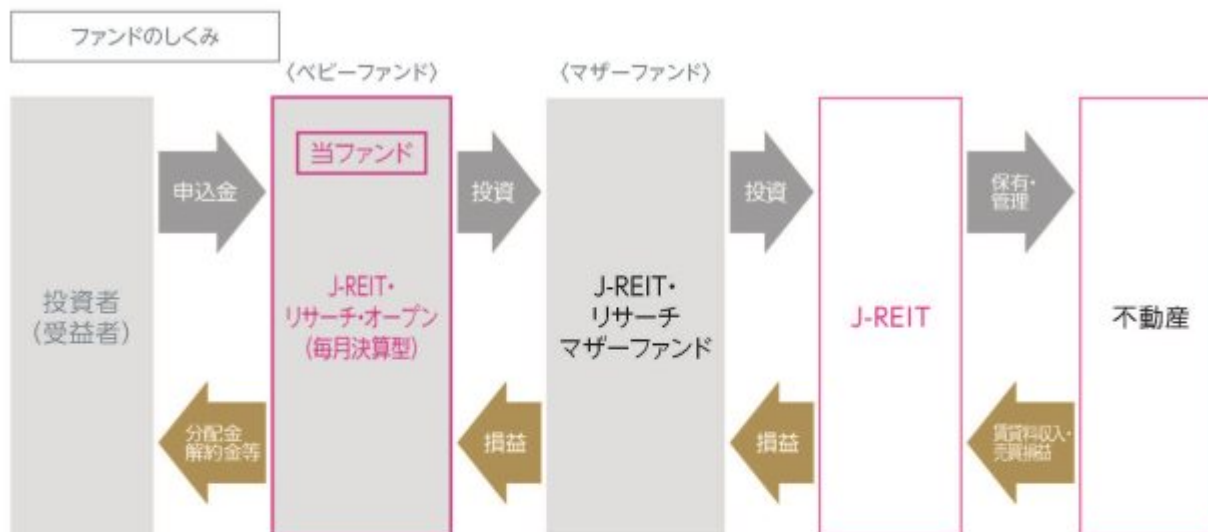 ファンドのしくみ
〈ベビーファンド〉
〈マザーファンド〉
投資者
(受益者)
申込金
分配金
解約金等
当ファンド
J-REIT・
リサーチ・オープン
(毎月決算型)
投資
損益
J-REIT・
リサーチ
マザーファンド
投資
損益
J-REIT
保有・
管理
賃貸料収入・
売買損益
不動産